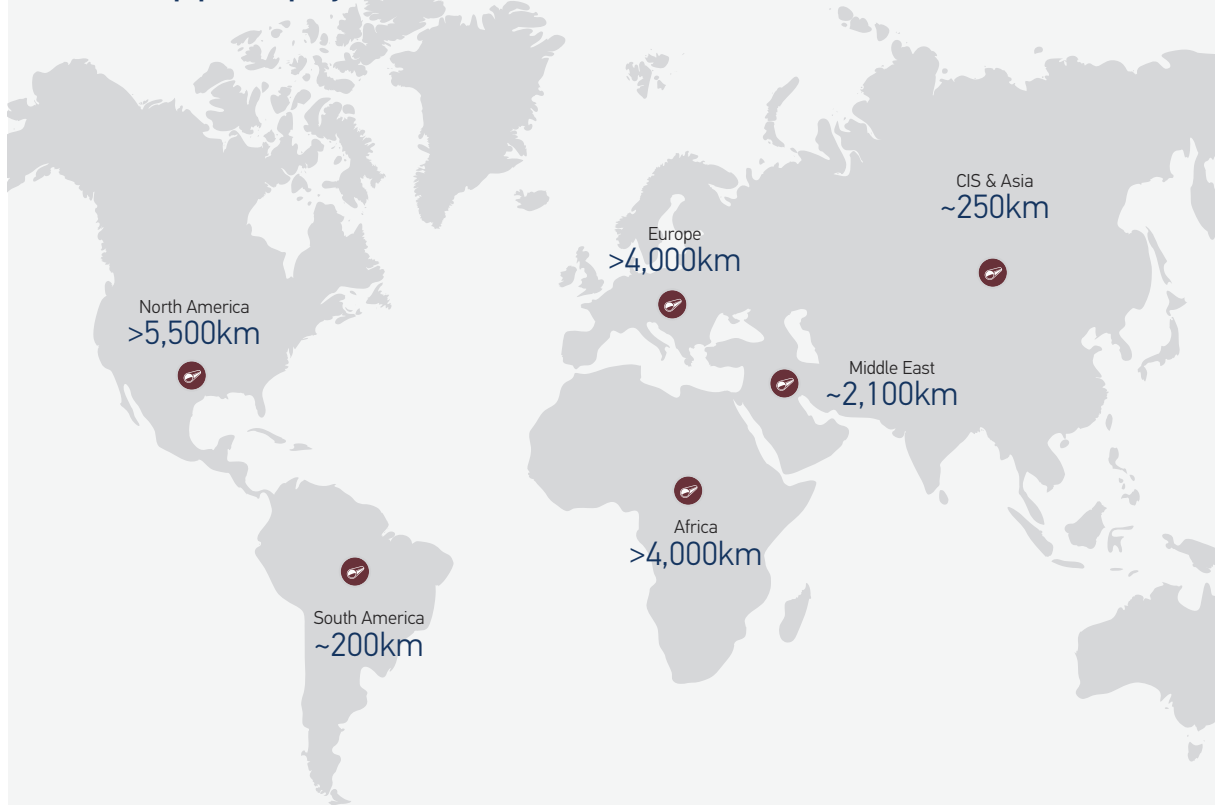 CIS & Asia
~250km
Europe
>4,000km
North America
>5,500km
Middle East
~2,100km
Africa
>4,000km
South America
~200km